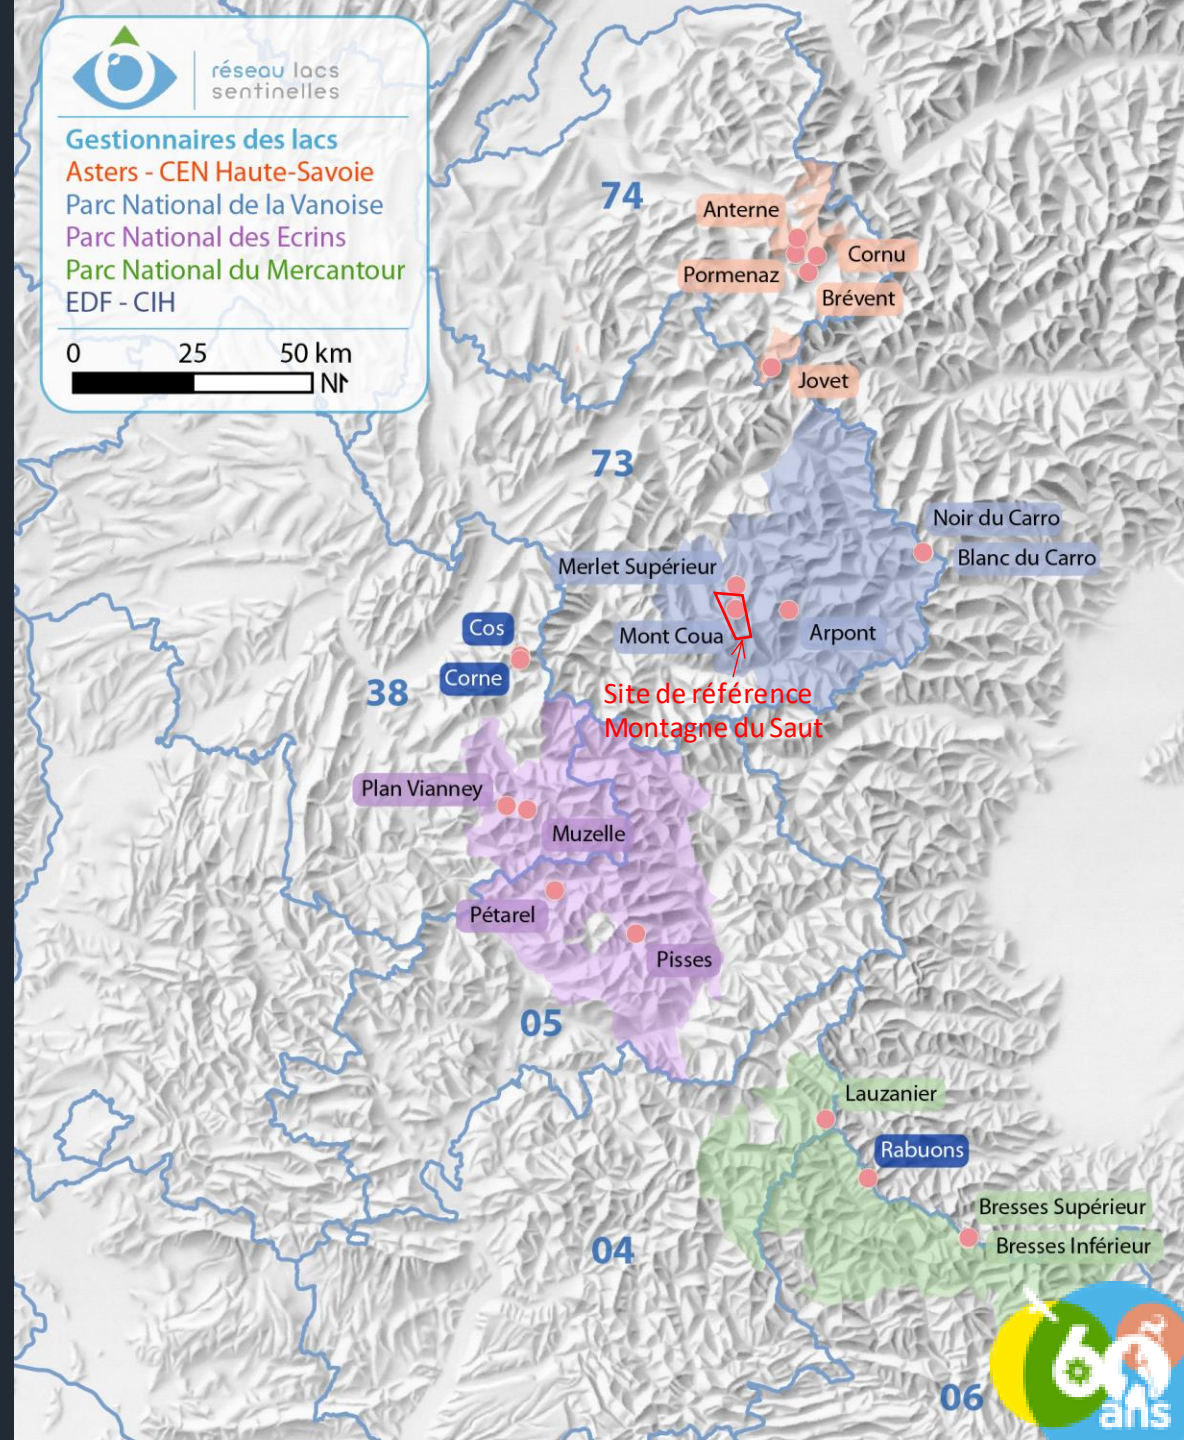 réseau lacs
sentinelles
Gestionnaires des lacs
Asters - CEN Haute-Savoie
Parc National de la Vanoise
Parc National des Ecrins
Parc National du Mercantour
EDF - CIH
0 25 50 km
N
74
Anterne
Cornu
Pormenaz
Brévent
Jovet
73
Noir du Carro
Merlet Supérieur
Blanc du Carro
Cos
Mont Coua
Arpont
Corne
38
Site de référence
Montagne du Saut
Plan Vianney
Muzelle
Pétarel
Pisses
05
Lauzanier
Rabuons
Bresses Supérieur
04
Bresses Inférieur
06
60
ans